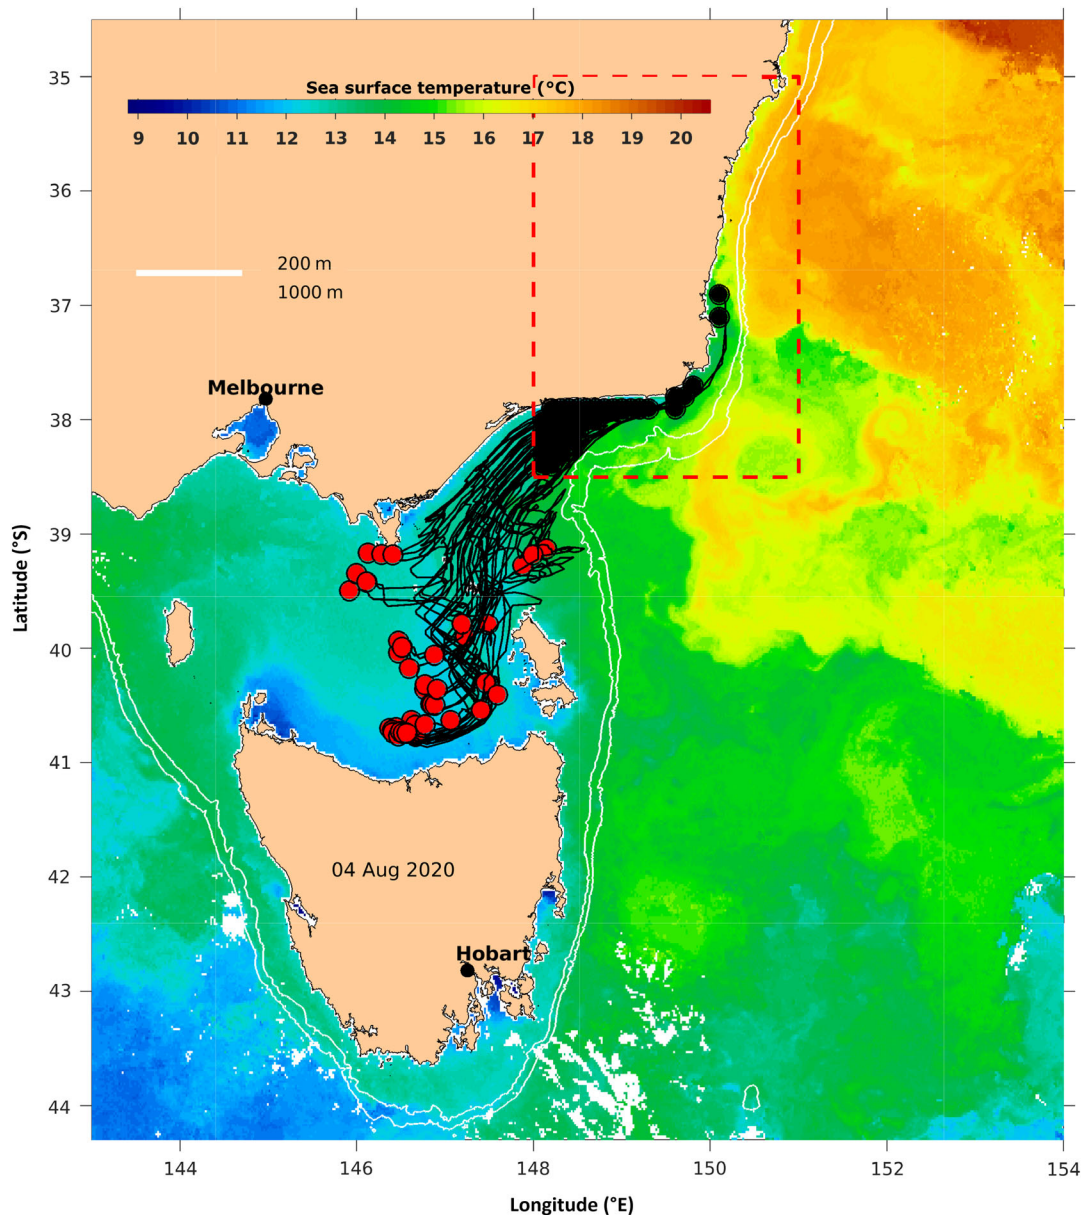 35
Sea surface temperature (°C)
9 10 11 12 13 14 15 16 17 18 19 20
36
200 m
1000 m
37
Melbourne
38
39
Latitude (°S)
40
41
04 Aug 2020
42
Hobart
43
44
144 146 148 150 152 154
Longitude (°E)